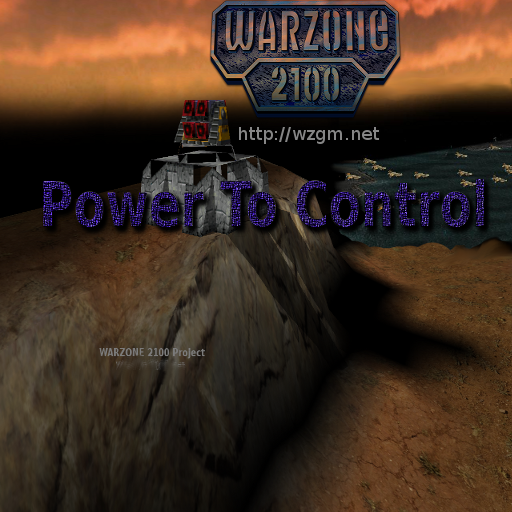 WARZONE
2100
http://wzgm.net
Power To Control
WARZONE 2100 Project